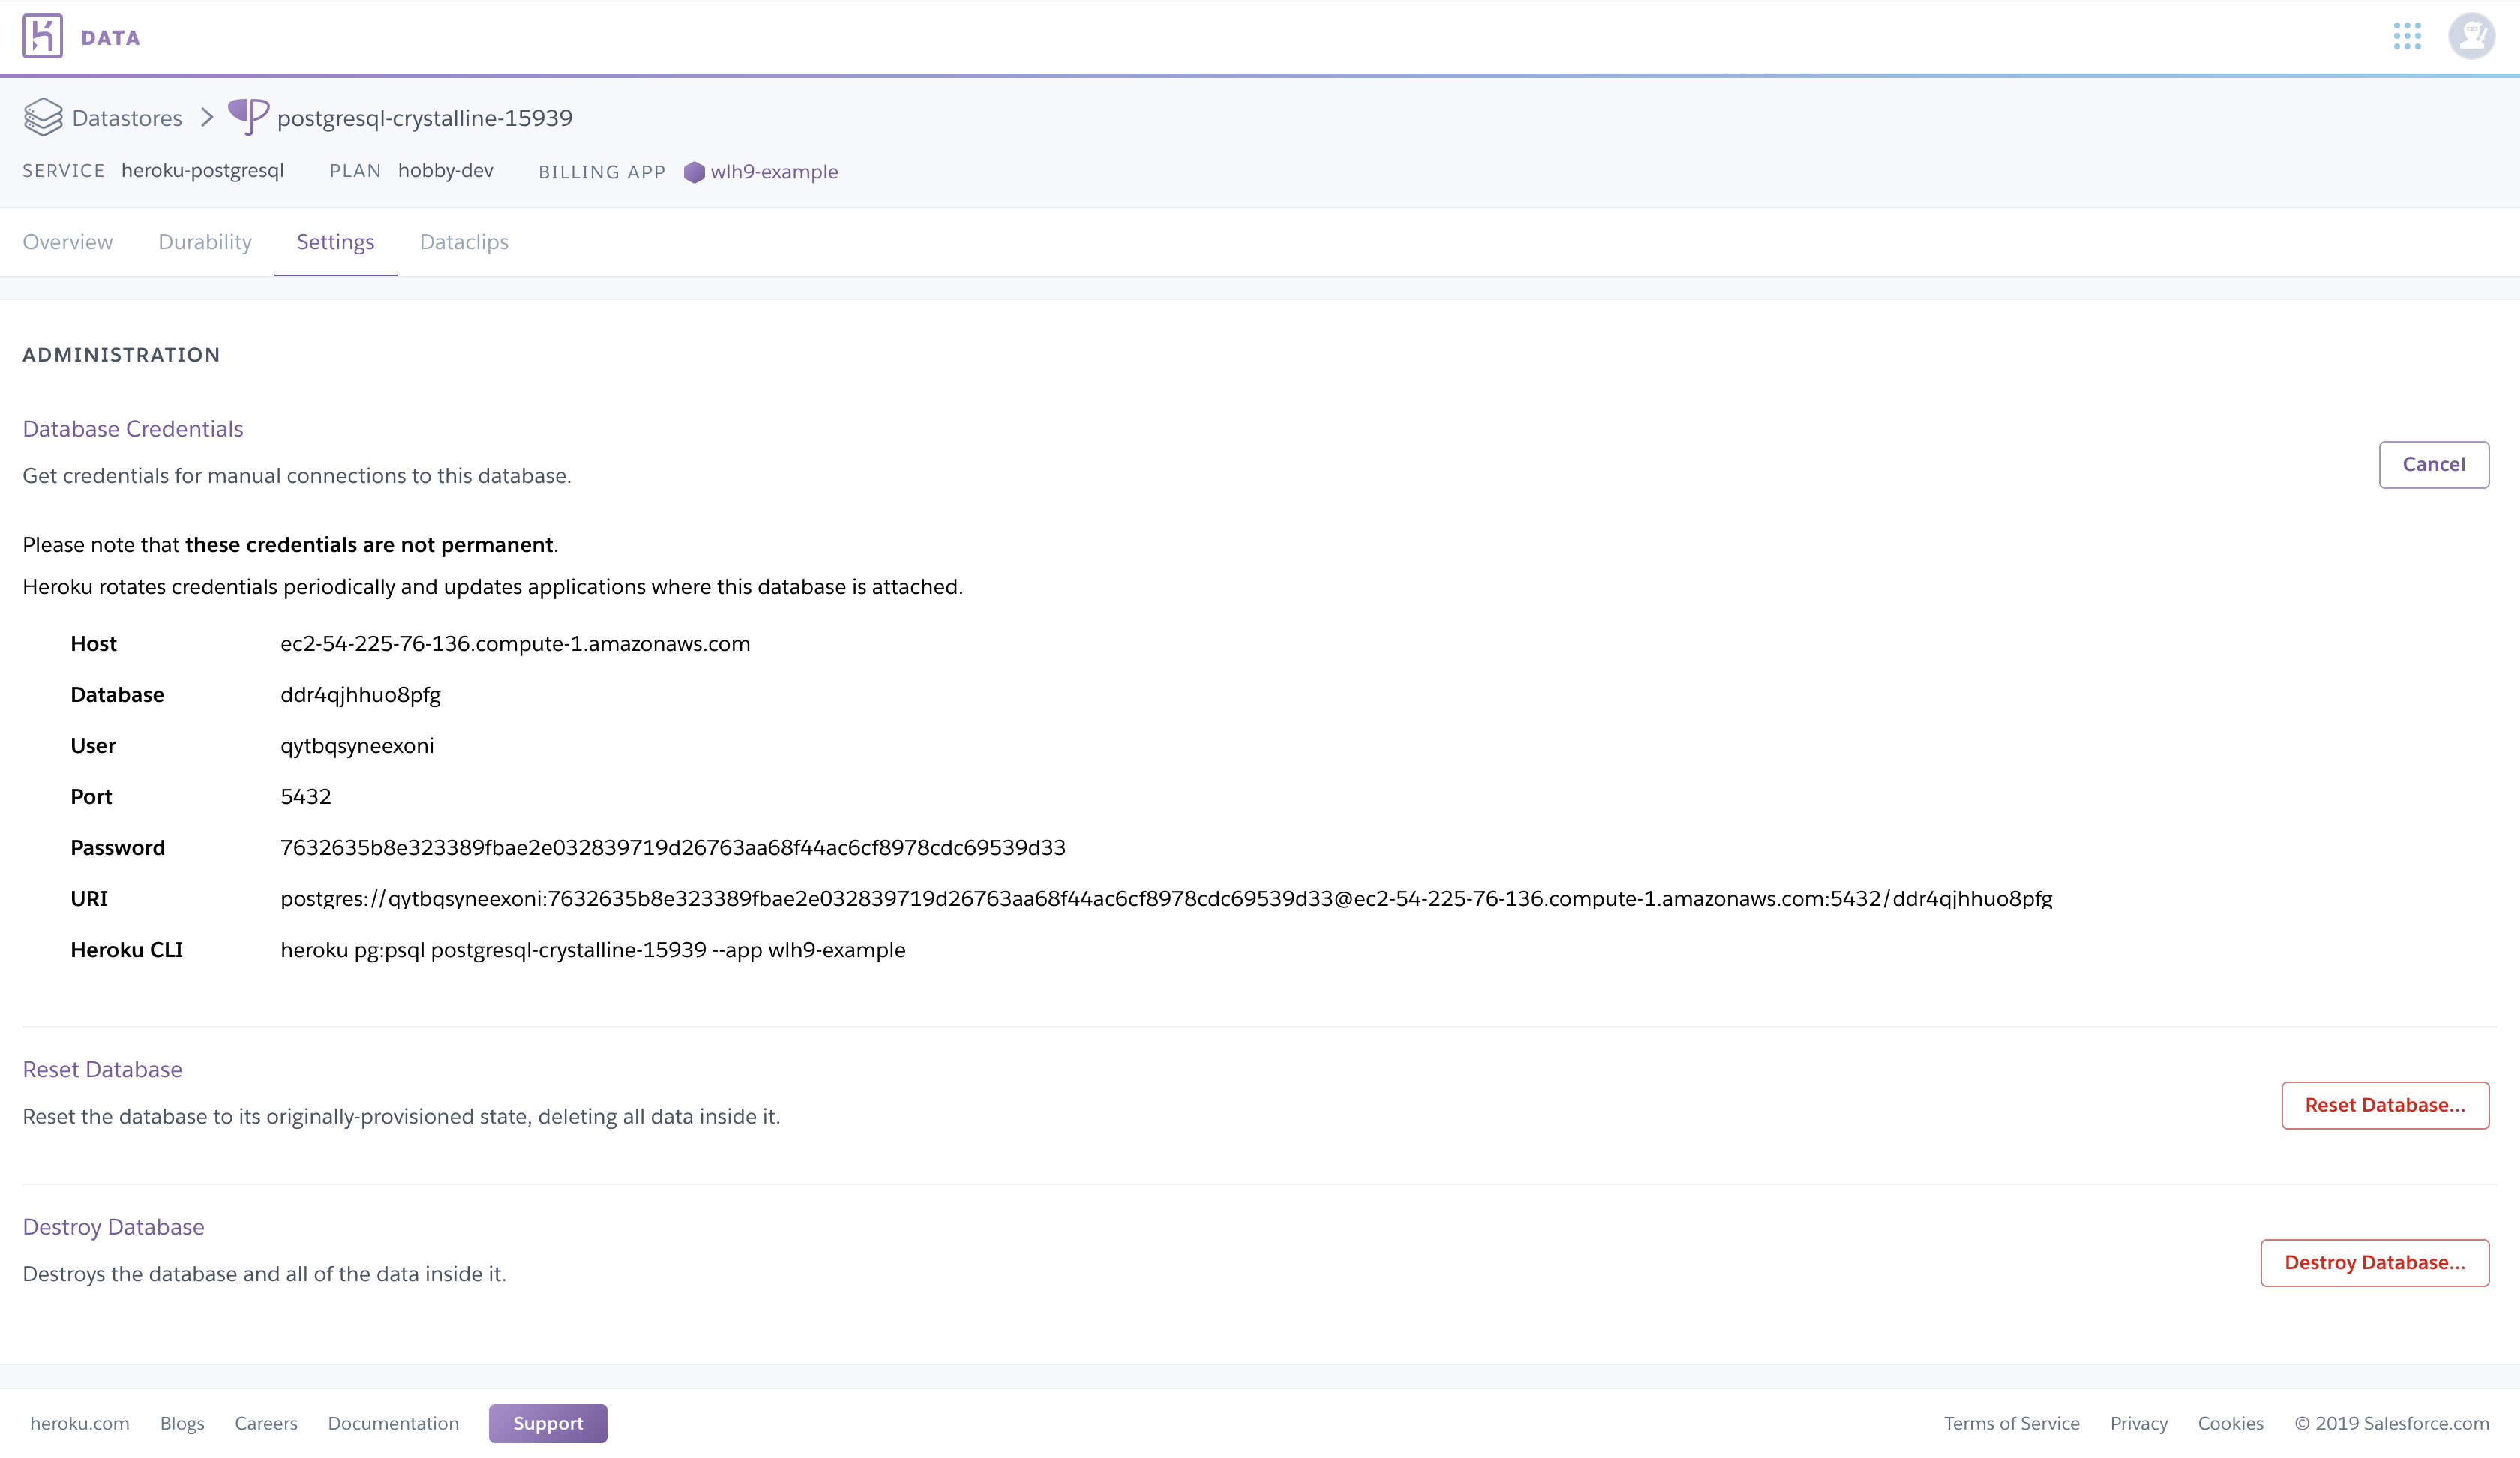 DATA
Datastores > postgresql-crystalline-15939
SERVICE heroku-postgresql PLAN hobby-dev BILLING APP wlh9-example
Overview Durability Settings Dataclips
ADMINISTRATION
Database Credentials
Get credentials for manual connections to this database.
Cancel
Please note that these credentials are not permanent.
Heroku rotates credentials periodically and updates applications where this database is attached.
Host ec2-54-225-76-136.compute-1.amazonaws.com
Database ddr4qjhhuo8pfg
User qytbqsyneexoni
Port 5432
Password 7632635b8e323389fbae2e032839719d26763aa68f44ac6cf8978cdc69539d33
URI postgres://qytbqsyneexoni:7632635b8e323389fbae2e032839719d26763aa68f44ac6cf8978cdc69539d33@ec2-54-225-76-136.compute-1.amazonaws.com:5432/ddr4qjhhuo8pfg
Heroku CLI heroku pg:psql postgresql-crystalline-15939 --app wlh9-example
Reset Database
Reset the database to its originally-provisioned state, deleting all data inside it.
Reset Database...
Destroy Database
Destroys the database and all of the data inside it.
Destroy Database...
heroku.com Blogs Careers Documentation Support Terms of Service Privacy Cookies © 2019 Salesforce.com